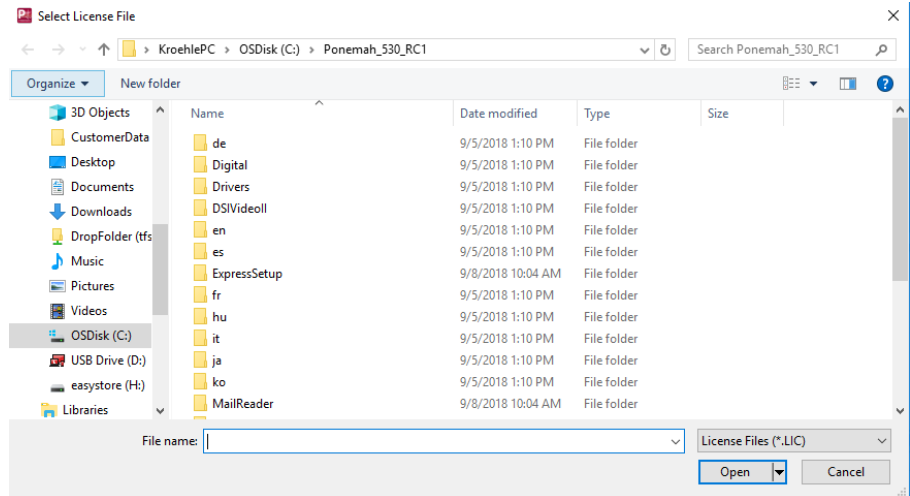 Select License File
KroehlePC > OSDisk (C:) > Ponemah_530_RC1 Search Ponemah_530_RC1
Organize New folder
Name Date modified Type Size
3D Objects
CustomerData
Desktop
Documents
Downloads
DropFolder (tfs
Music
Pictures
Videos
OSDisk (C:)
USB Drive (D:)
easystore (H:)
Libraries
de 9/5/2018 1:10 PM File folder
Digital 9/5/2018 1:10 PM File folder
Drivers 9/5/2018 1:10 PM File folder
DSIVideoII 9/5/2018 1:10 PM File folder
en 9/5/2018 1:10 PM File folder
es 9/5/2018 1:10 PM File folder
ExpressSetup 9/8/2018 10:04 AM File folder
fr 9/5/2018 1:10 PM File folder
hu 9/5/2018 1:10 PM File folder
it 9/5/2018 1:10 PM File folder
ja 9/5/2018 1:10 PM File folder
ko 9/5/2018 1:10 PM File folder
MailReader 9/8/2018 10:04 AM File folder
File name: License Files (*.LIC)
Open Cancel